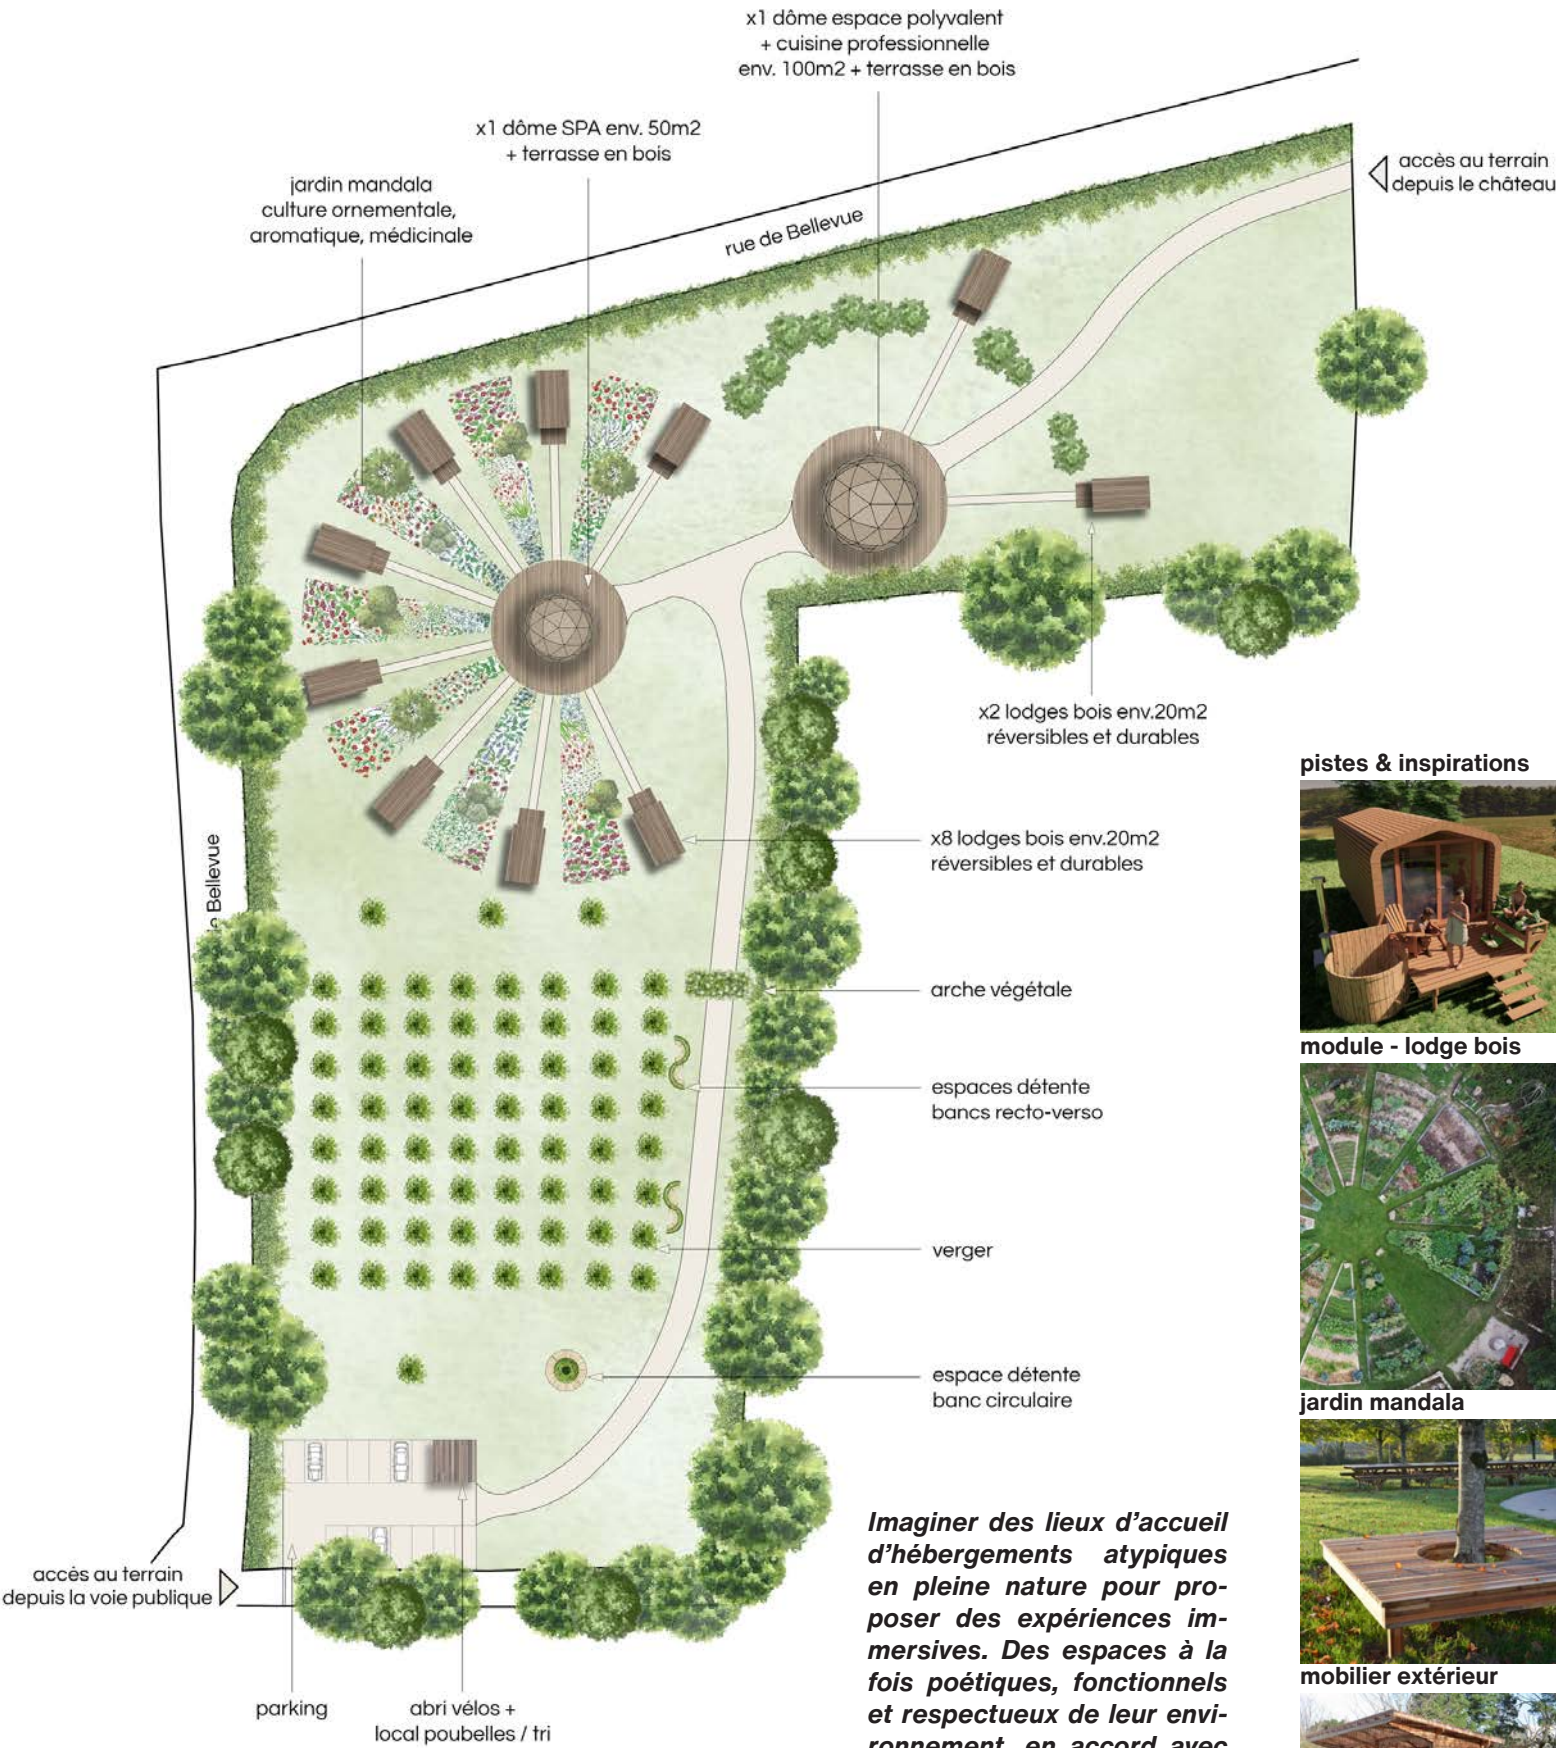 x1 dôme espace polyvalent
+ cuisine professionnelle
env. 100m2 + terrasse en bois
x1 dôme SPA env. 50m2
+ terrasse en bois
jardin mandala
culture ornementale,
aromatique, médicinale
rue de Bellevue
accès au terrain
depuis le château
x2 lodges bois env.20m2
réversibles et durables
x8 lodges bois env.20m2
réversibles et durables
Bellevue
arche végétale
espaces détente
bancs recto-verso
verger
espace détente
banc circulaire
accès au terrain
depuis la voie publique
parking
abri vélos +
local poubelles / tri
pistes & inspirations
module - lodge bois
jardin mandala
mobilier extérieur
Imaginer des lieux d’accueil
d’hébergements atypiques
en pleine nature pour pro-
poser des expériences im-
mersives. Des espaces à la
fois poétiques, fonctionnels
et respectueux de leur envi-
ronnement, en accord avec